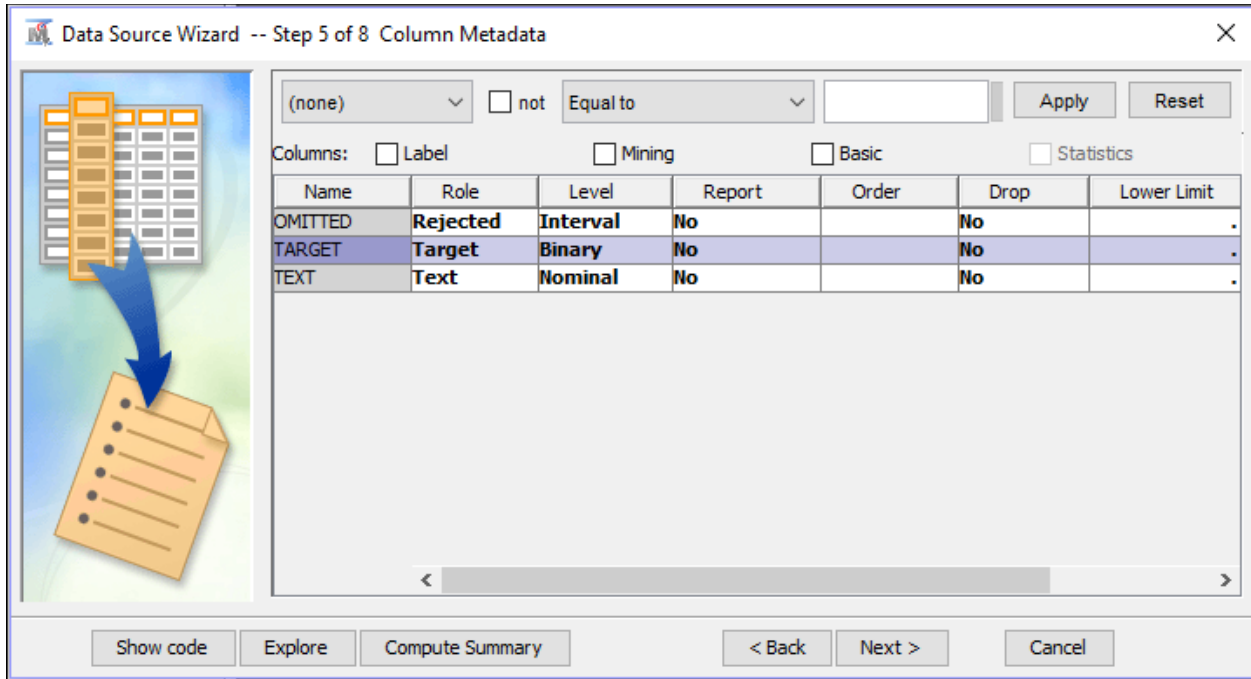 Data Source Wizard -- Step 5 of 8 Column Metadata
(none) not Equal to Apply Reset
Columns: Label Mining Basic Statistics
Name Role Level Report Order Drop Lower Limit
OMITTED Rejected Interval No No .
TARGET Target Binary No No .
TEXT Text Nominal No No .
Show code Explore Compute Summary < Back Next > Cancel